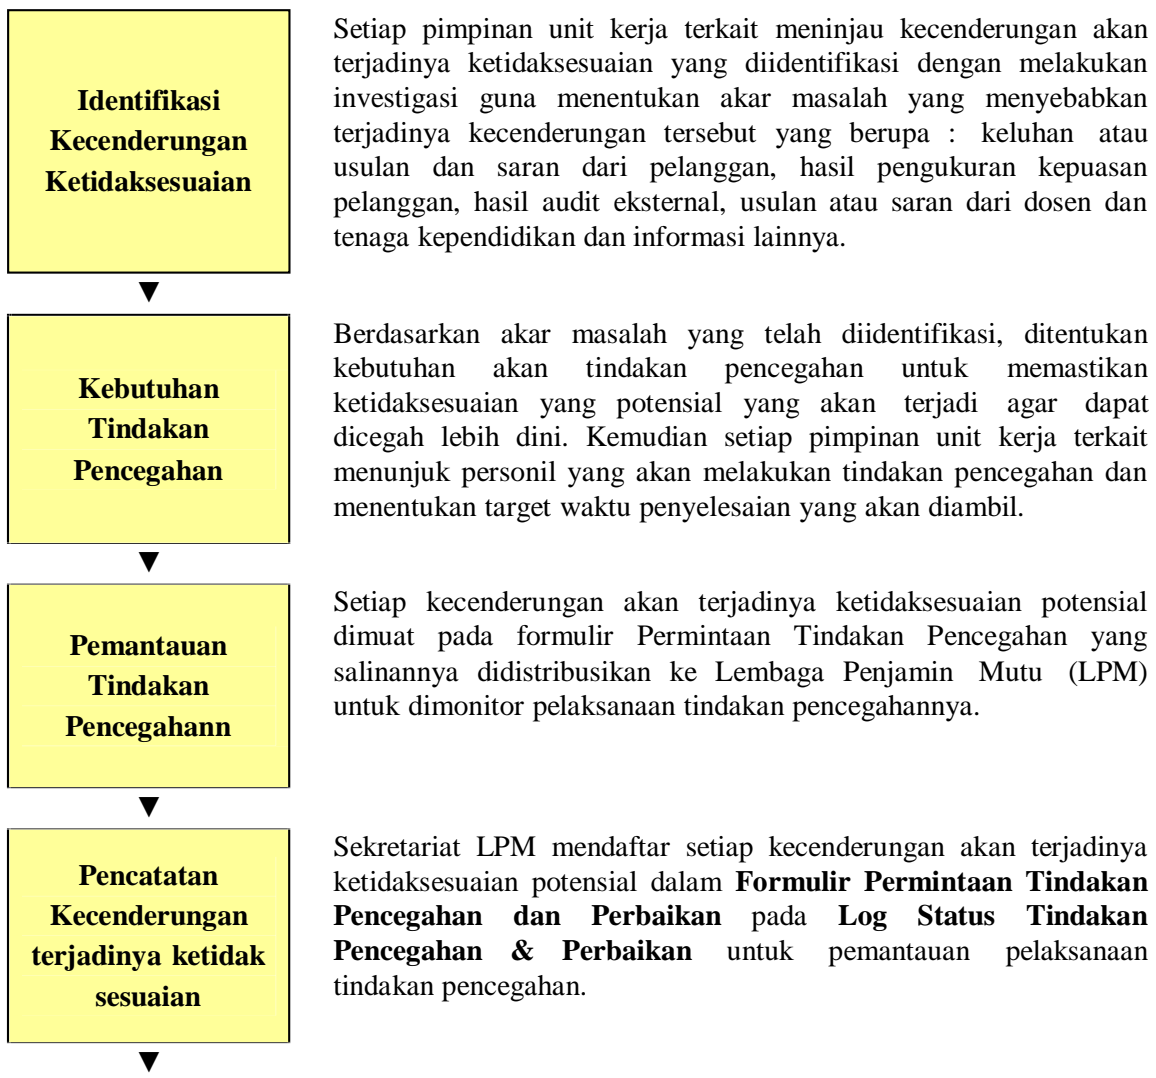 Identifikasi
Kecenderungan
Ketidaksesuaian
Setiap pimpinan unit kerja terkait meninjau kecenderungan akan
terjadinya ketidaksesuaian yang diidentifikasi dengan melakukan
investigasi guna menentukan akar masalah yang menyebabkan
terjadinya kecenderungan tersebut yang berupa : keluhan atau
usulan dan saran dari pelanggan, hasil pengukuran kepuasan
pelanggan, hasil audit eksternal, usulan atau saran dari dosen dan
tenaga kependidikan dan informasi lainnya.
Kebutuhan
Tindakan
Pencegahan
Berdasarkan akar masalah yang telah diidentifikasi, ditentukan
kebutuhan akan tindakan pencegahan untuk memastikan
ketidaksesuaian yang potensial yang akan terjadi agar dapat
dicegah lebih dini. Kemudian setiap pimpinan unit kerja terkait
menunjuk personil yang akan melakukan tindakan pencegahan dan
menentukan target waktu penyelesaian yang akan diambil.
Pemantauan
Tindakan
Pencegahann
Setiap kecenderungan akan terjadinya ketidaksesuaian potensial
dimuat pada formulir Permintaan Tindakan Pencegahan yang
salinannya didistribusikan ke Lembaga Penjamin Mutu (LPM)
untuk dimonitor pelaksanaan tindakan pencegahannya.
Pencatatan
Kecenderungan
terjadinya ketidak
sesuaian
Sekretariat LPM mendaftar setiap kecenderungan akan terjadinya
ketidaksesuaian potensial dalam Formulir Permintaan Tindakan
Pencegahan dan Perbaikan pada Log Status Tindakan
Pencegahan & Perbaikan untuk pemantauan pelaksanaan
tindakan pencegahan.